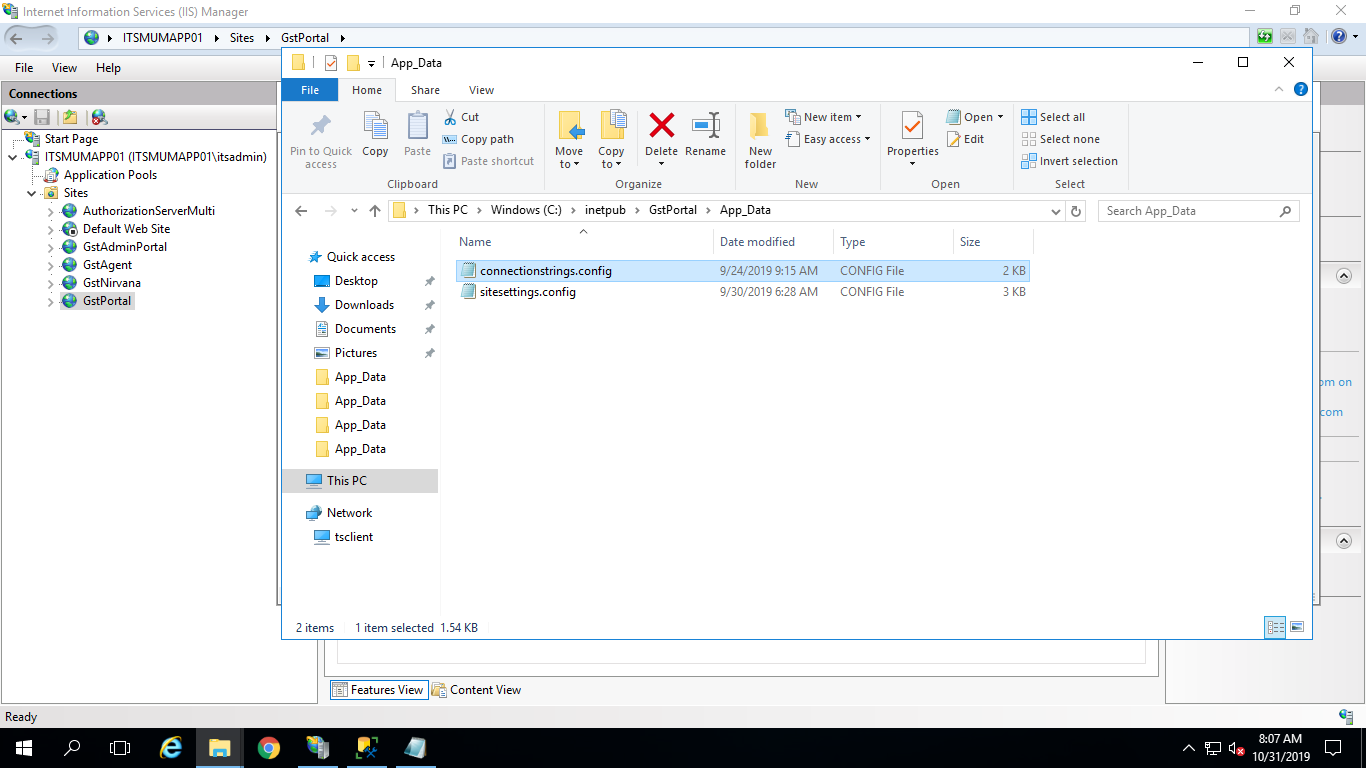 Internet Information Services (IIS) Manager
ITSMUMAPP01 Sites GstPortal
File View Help
Connections
Start Page
ITSMUMAPP01 (ITSMUMAPP01\itsadmin)
Application Pools
Sites
AuthorizationServerMulti
Default Web Site
GstAdminPortal
GstAgent
GstNirvana
GstPortal
App_Data
File Home Share View
Pin to Quick access
Copy
Paste
Cut
Copy path
Paste shortcut
Clipboard
Move to
Copy to
Delete
Rename
Organize
New folder
New item
Easy access
New
Properties
Open
Edit
Open
Select all
Select none
Invert selection
Select
This PC Windows (C:) inetpub GstPortal App_Data
Search App_Data
Quick access
Desktop
Downloads
Documents
Pictures
App_Data
App_Data
App_Data
App_Data
This PC
Network
tsclient
Name Date modified Type Size
connectionstrings.config 9/24/2019 9:15 AM CONFIG File 2 KB
sitesettings.config 9/30/2019 6:28 AM CONFIG File 3 KB
om on
com
2 items 1 item selected 1.54 KB
Features View Content View
Ready
8:07 AM
10/31/2019